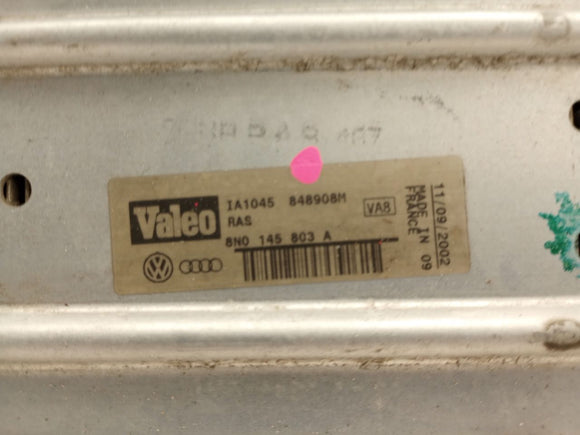 Valeo
IA1045 848908M
RAS
VA8
8N0 145 803 A
11/09/2002
MADE IN 09
FRANCE